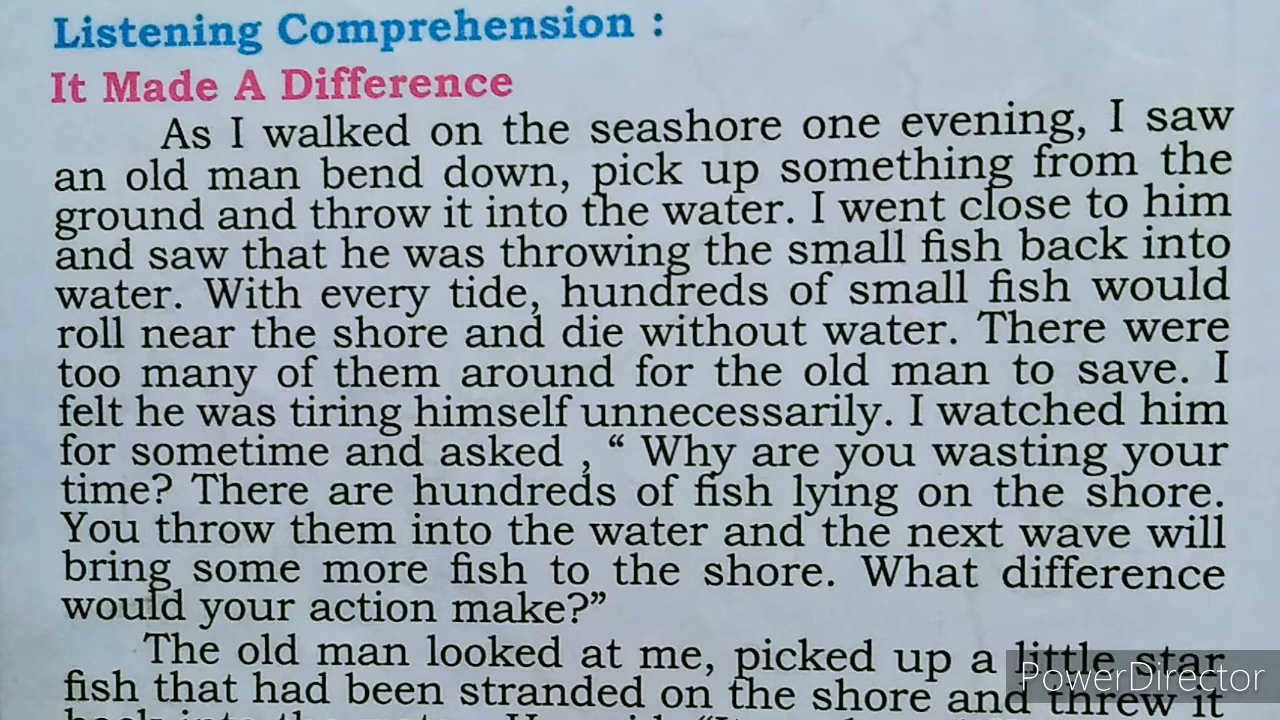 Listening Comprehension :
It Made A Difference
As I walked on the seashore one evening, I saw
an old man bend down, pick up something from the
ground and throw it into the water. I went close to him
and saw that he was throwing the small fish back into
water. With every tide, hundreds of small fish would
roll near the shore and die without water. There were
too many of them around for the old man to save. I
felt he was tiring himself unnecessarily. I watched him
for sometime and asked , “ Why are you wasting your
time? There are hundreds of fish lying on the shore.
You throw them into the water and the next wave will
bring some more fish to the shore. What difference
would your action make?”
The old man looked at me, picked up a little star
fish that had been stranded on the shore and threw it
PowerDirector